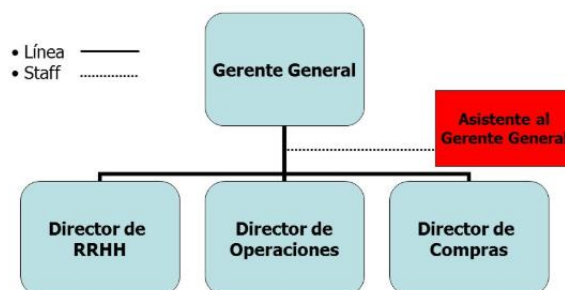 • Línea
• Staff
Gerente General
Asistente al
Gerente General
Director de
RRHH
Director de
Operaciones
Director de
Compras